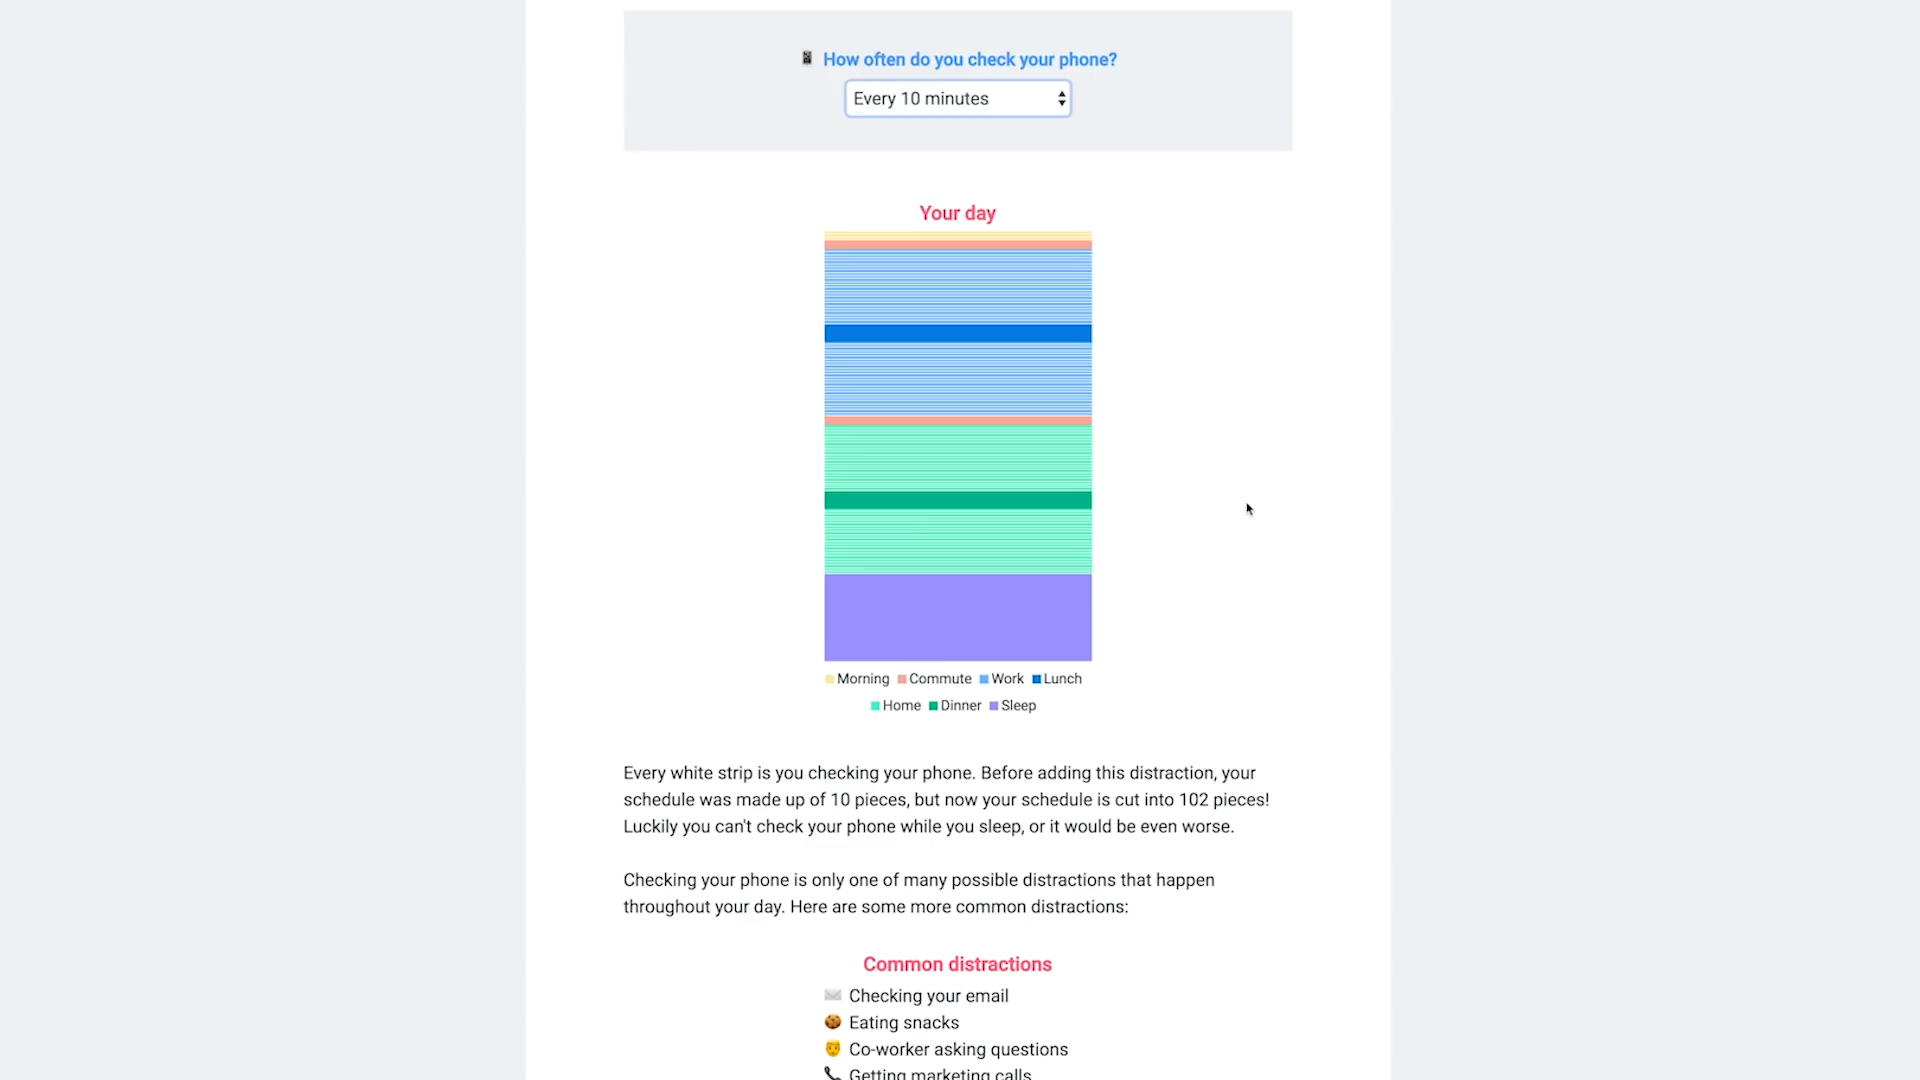 How often do you check your phone?
Every 10 minutes
Your day
Morning Commute Work Lunch
Home Dinner Sleep
Every white strip is you checking your phone. Before adding this distraction, your
schedule was made up of 10 pieces, but now your schedule is cut into 102 pieces!
Luckily you can't check your phone while you sleep, or it would be even worse.
Checking your phone is only one of many possible distractions that happen
throughout your day. Here are some more common distractions:
Common distractions
Checking your email
Eating snacks
Co-worker asking questions
Getting marketing calls